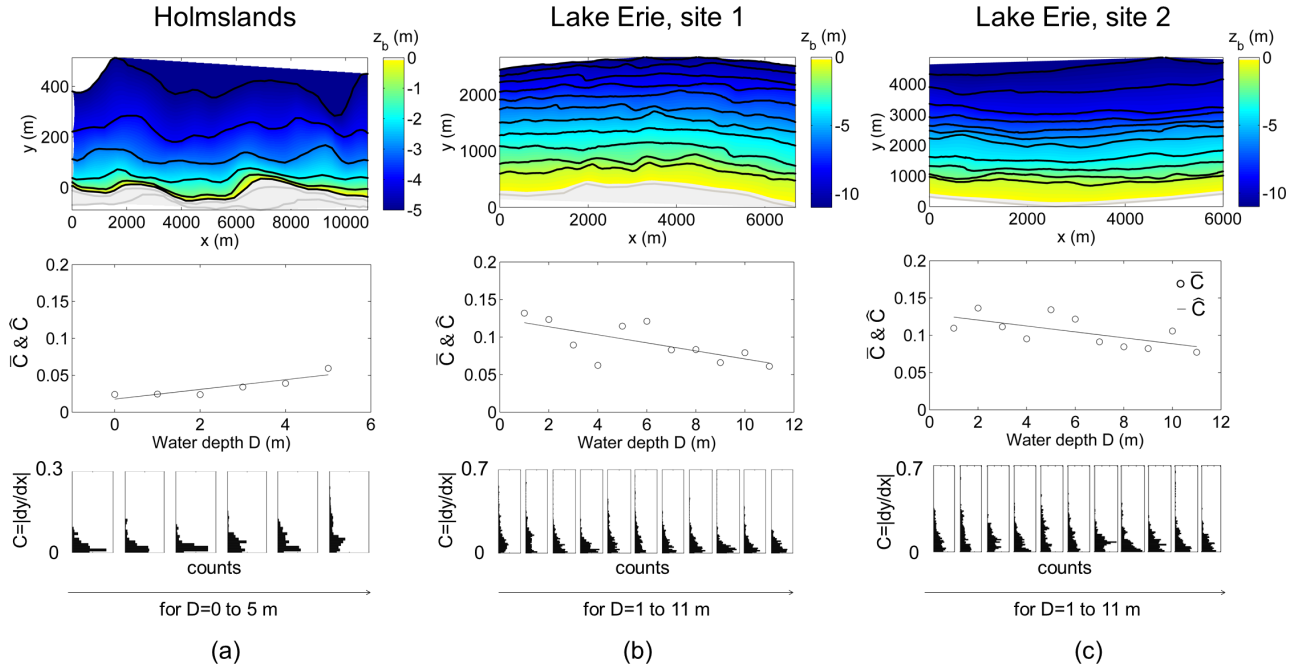 Holmslands
Lake Erie, site 1
Lake Erie, site 2
z_b (m)
z_b (m)
z_b (m)
400
200
0
y (m)
0 2000 4000 6000 8000 10000
x (m)
0
-1
-2
-3
-4
-5
2000
1000
0
y (m)
0 2000 4000 6000
x (m)
0
-5
-10
4000
3000
2000
1000
0
y (m)
0 2000 4000 6000
x (m)
0
-5
-10
0.2
0.15
0.1
0.05
0
C̅ & Ĉ
0 2 4 6
Water depth D (m)
0.2
0.15
0.1
0.05
0
C̅ & Ĉ
0 2 4 6 8 10 12
Water depth D (m)
0.2
0.15
0.1
0.05
0
C̅ & Ĉ
0 2 4 6 8 10 12
Water depth D (m)
C̅
Ĉ
0.3
0
C=|dy/dx|
counts
for D=0 to 5 m
0.7
0
C=|dy/dx|
counts
for D=1 to 11 m
0.7
0
C=|dy/dx|
counts
for D=1 to 11 m
(a)
(b)
(c)